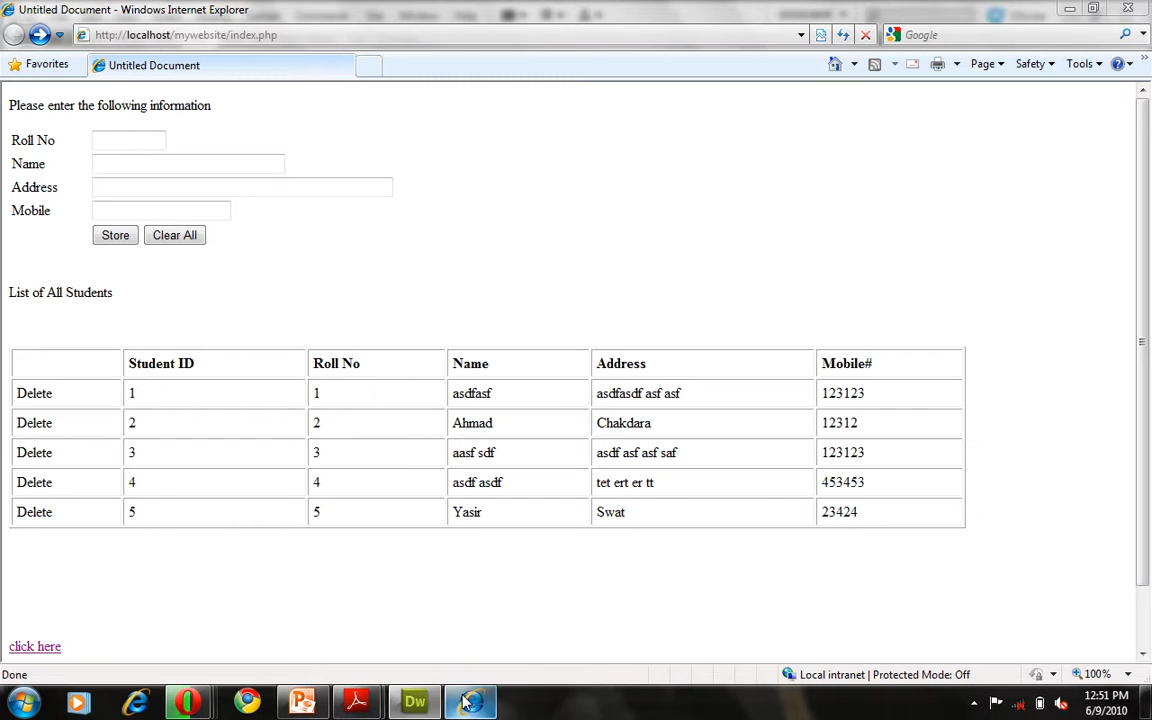 Untitled Document - Windows Internet Explorer
http://localhost/mywebsite/index.php
Google
Favorites
Untitled Document
Page
Safety
Tools
Please enter the following information
Roll No
Name
Address
Mobile
Store Clear All
List of All Students
Student ID Roll No Name Address Mobile#
Delete 1 1 asdfasf asdfasdf asf asf 123123
Delete 2 2 Ahmad Chakdara 12312
Delete 3 3 aasf sdf asdf asf asf saf 123123
Delete 4 4 asdf asdf tet ert er tt 453453
Delete 5 5 Yasir Swat 23424
click here
Done
Local intranet | Protected Mode: Off
100%
Dw
12:51 PM
6/9/2010